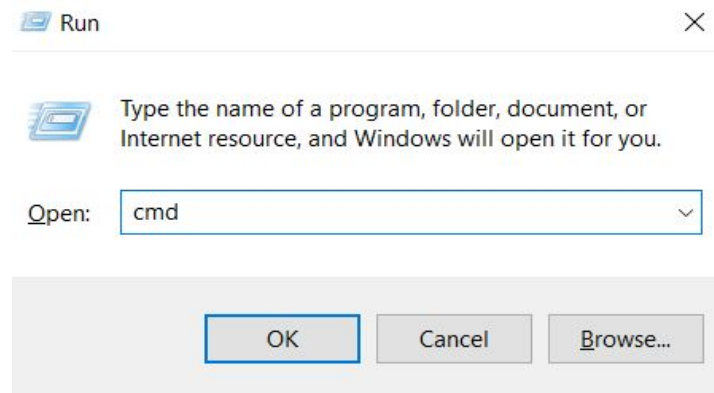 Run
Type the name of a program, folder, document, or
Internet resource, and Windows will open it for you.
Open: cmd
OK Cancel Browse...